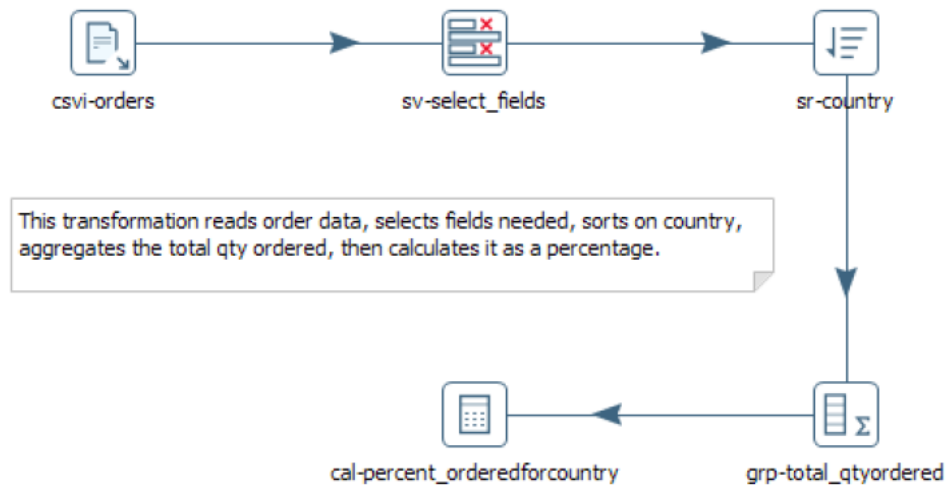 csvi-orders
sv-select_fields
sr-country
This transformation reads order data, selects fields needed, sorts on country,
aggregates the total qty ordered, then calculates it as a percentage.
cal-percent_orderedforcountry
grp-total_qtyordered